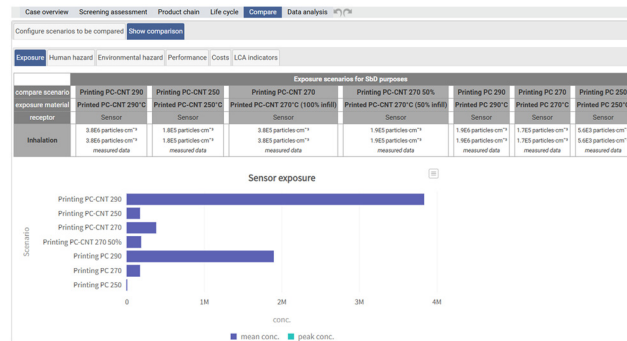 Case overview Screening assessment Product chain Life cycle Compare Data analysis
Configure scenarios to be compared Show comparison
Exposure Human hazard Environmental hazard Performance Costs LCA indicators
Exposure scenarios for SbD purposes
compare scenario Printing PC-CNT 290 Printing PC-CNT 250 Printing PC-CNT 270 Printing PC-CNT 270 50% Printing PC 290 Printing PC 270 Printing PC 250
exposure material Printed PC-CNT 290°C Printed PC-CNT 250°C Printed PC-CNT 270°C (100% infill) Printed PC-CNT 270°C (50% infill) Printed PC 290°C Printed PC 270°C Printed PC 250°C
receptor Sensor Sensor Sensor Sensor Sensor Sensor Sensor
Inhalation
3.8E6 particles·cm⁻³ 1.8E5 particles·cm⁻³ 3.8E5 particles·cm⁻³ 1.9E5 particles·cm⁻³ 1.9E6 particles·cm⁻³ 1.7E5 particles·cm⁻³ 5.6E3 particles·cm⁻³
3.8E6 particles·cm⁻³ 1.8E5 particles·cm⁻³ 3.8E5 particles·cm⁻³ 1.9E5 particles·cm⁻³ 1.9E6 particles·cm⁻³ 1.7E5 particles·cm⁻³ 5.6E3 particles·cm⁻³
measured data measured data measured data measured data measured data measured data measured data
Sensor exposure
Scenario
Printing PC-CNT 290
Printing PC-CNT 250
Printing PC-CNT 270
Printing PC-CNT 270 50%
Printing PC 290
Printing PC 270
Printing PC 250
0 1M 2M 3M 4M
conc.
mean conc. peak conc.